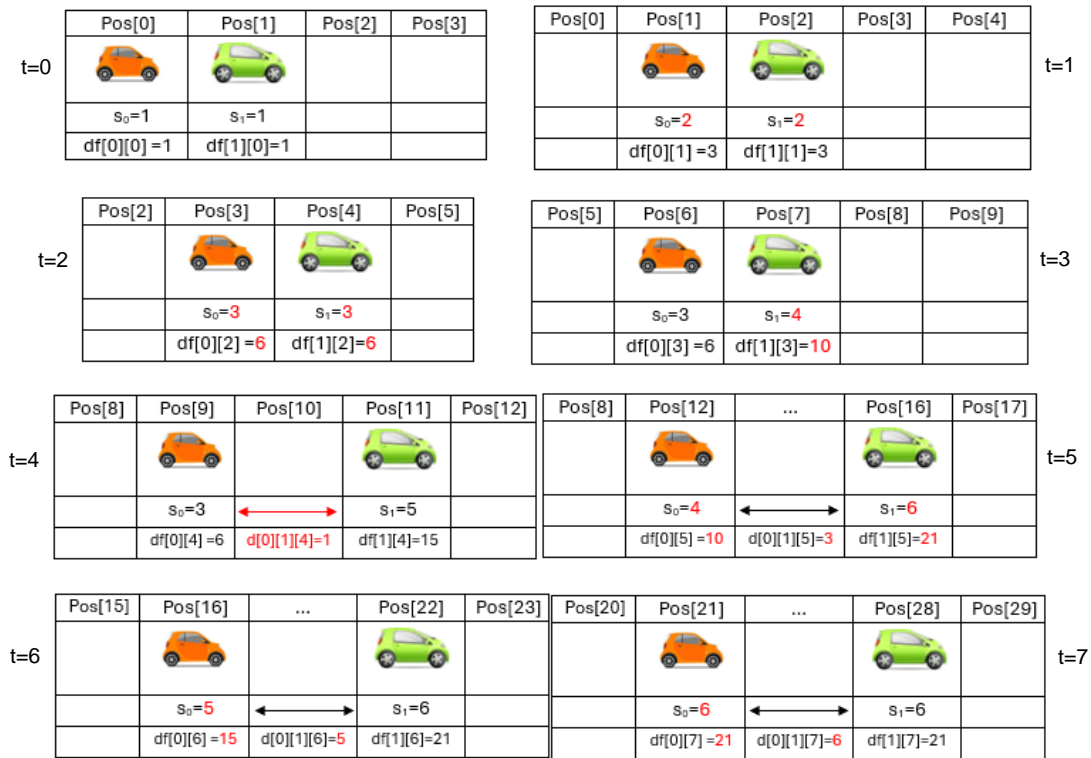 Pos[0] Pos[1] Pos[2] Pos[3]
t=0
s₀=1 s₁=1
df[0][0] =1 df[1][0]=1
Pos[0] Pos[1] Pos[2] Pos[3] Pos[4]
t=1
s₀=2 s₁=2
df[0][1] =3 df[1][1]=3
Pos[2] Pos[3] Pos[4] Pos[5]
t=2
s₀=3 s₁=3
df[0][2] =6 df[1][2]=6
Pos[5] Pos[6] Pos[7] Pos[8] Pos[9]
t=3
s₀=3 s₁=4
df[0][3] =6 df[1][3]=10
Pos[8] Pos[9] Pos[10] Pos[11] Pos[12]
t=4
s₀=3 s₁=5
df[0][4] =6 d[0][1][4]=1 df[1][4]=15
Pos[8] Pos[12] ... Pos[16] Pos[17]
t=5
s₀=4 s₁=6
df[0][5] =10 d[0][1][5]=3 df[1][5]=21
Pos[15] Pos[16] ... Pos[22] Pos[23]
t=6
s₀=5 s₁=6
df[0][6] =15 d[0][1][6]=5 df[1][6]=21
Pos[20] Pos[21] ... Pos[28] Pos[29]
t=7
s₀=6 s₁=6
df[0][7] =21 d[0][1][7]=6 df[1][7]=21